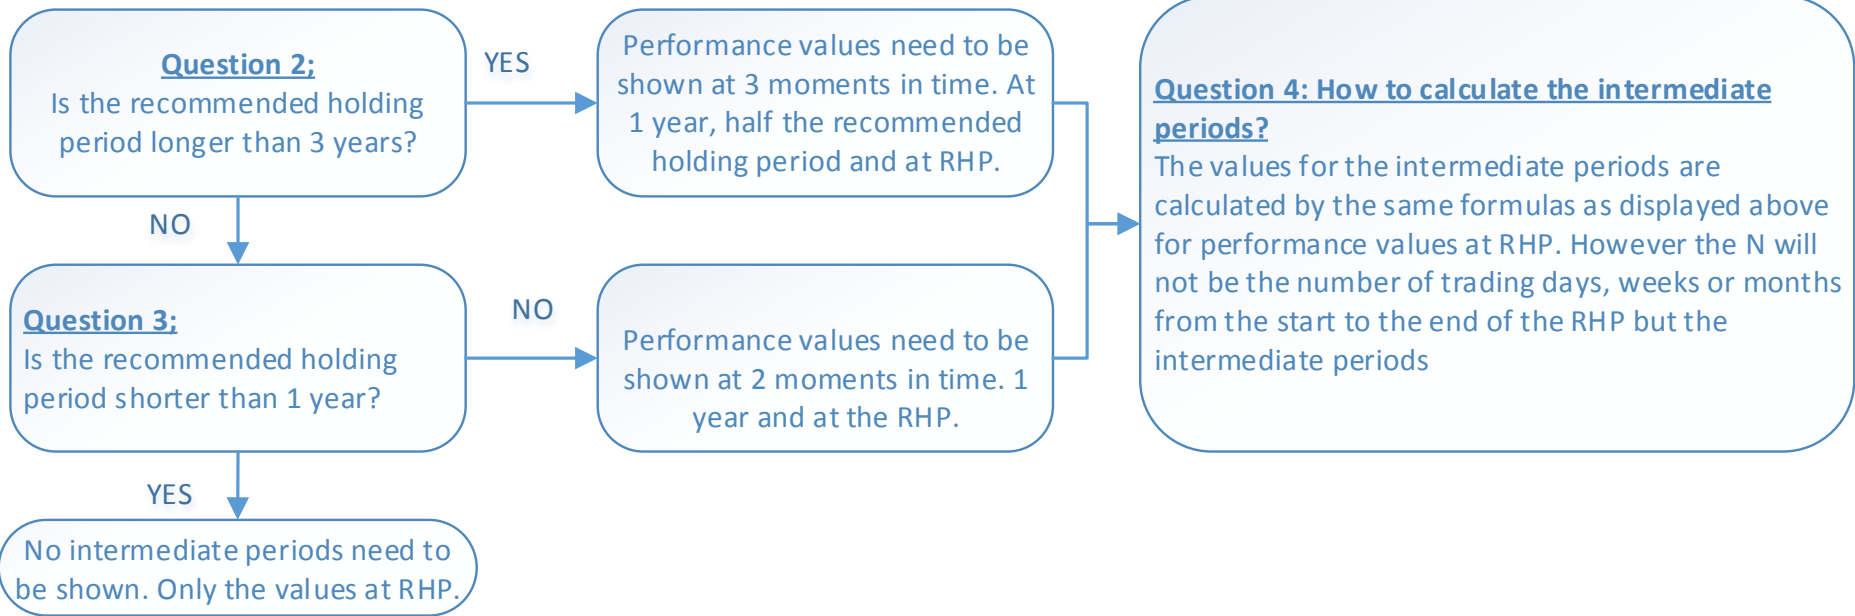 Question 2;
Is the recommended holding
period longer than 3 years?
YES
Performance values need to be
shown at 3 moments in time. At
1 year, half the recommended
holding period and at RHP.
NO
Question 3;
Is the recommended holding
period shorter than 1 year?
NO
Performance values need to be
shown at 2 moments in time. 1
year and at the RHP.
YES
No intermediate periods need to
be shown. Only the values at RHP.
Question 4: How to calculate the intermediate
periods?
The values for the intermediate periods are
calculated by the same formulas as displayed above
for performance values at RHP. However the N will
not be the number of trading days, weeks or months
from the start to the end of the RHP but the
intermediate periods